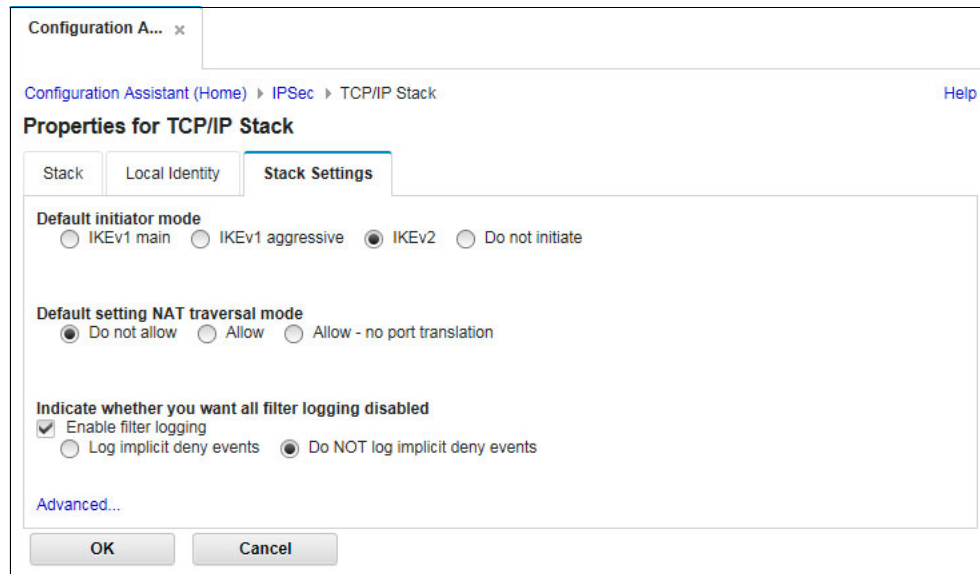 Configuration A... ×
Configuration Assistant (Home) IPSec TCP/IP Stack Help
Properties for TCP/IP Stack
Stack Local Identity Stack Settings
Default initiator mode
IKEv1 main IKEv1 aggressive IKEv2 Do not initiate
Default setting NAT traversal mode
Do not allow Allow Allow - no port translation
Indicate whether you want all filter logging disabled
Enable filter logging
Log implicit deny events Do NOT log implicit deny events
Advanced...
OK Cancel